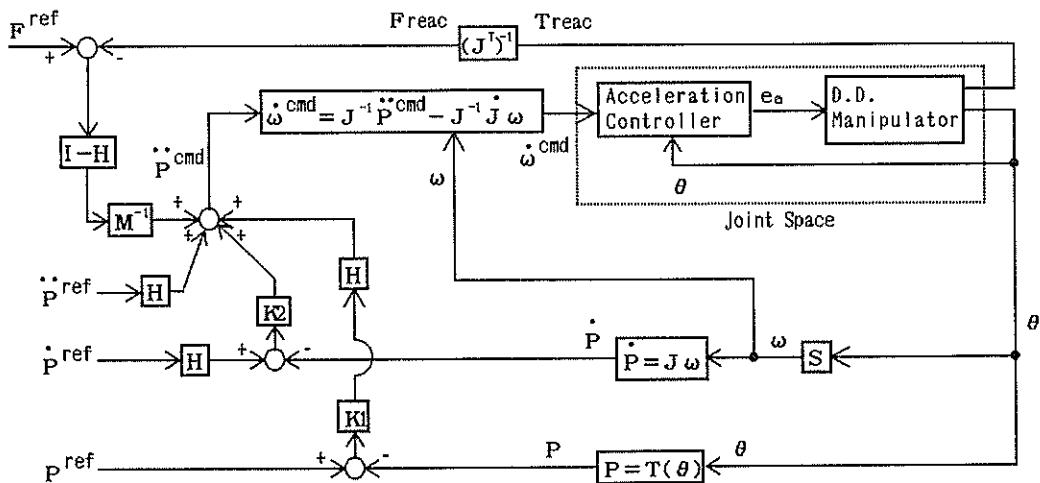 F^ref
Freac
Treac
+
-
(J^T)^-1
ω̇^cmd = J^-1 P̈^cmd − J^-1 J̇ ω
Acceleration
Controller
e_a
D.D.
Manipulator
I−H
P̈^cmd
ω̇^cmd
ω
θ
Joint Space
M^-1
+
+
+
+
H
P̈^ref
H
K2
θ
Ṗ
ω
Ṗ^ref
H
+
-
Ṗ = J ω
S
K1
P^ref
+
-
P
P = T(θ)
θ